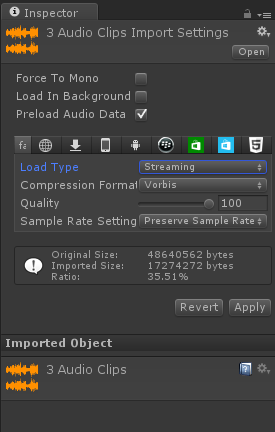 Inspector
3 Audio Clips Import Settings
Open
Force To Mono
Load In Background
Preload Audio Data
Load Type Streaming
Compression Format Vorbis
Quality 100
Sample Rate Setting Preserve Sample Rate
Original Size: 48640562 bytes
Imported Size: 17274272 bytes
Ratio: 35.51%
Revert Apply
Imported Object
3 Audio Clips